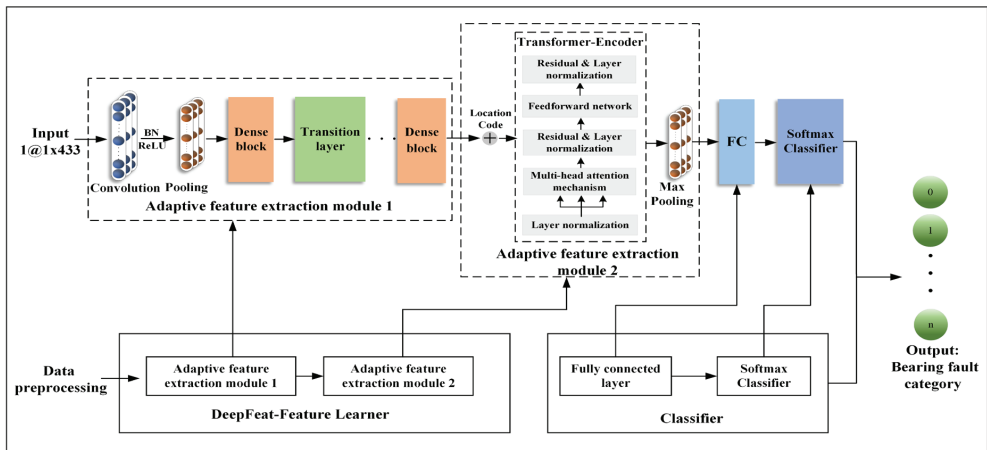 Transformer-Encoder
Residual & Layer
normalization
Feedforward network
Residual & Layer
normalization
Multi-head attention
mechanism
Layer normalization
Location
Code
Input
1@1x433
BN
ReLU
Convolution
Pooling
Dense
block
Transition
layer
Dense
block
Adaptive feature extraction module 1
Max
Pooling
Adaptive feature extraction
module 2
FC
Softmax
Classifier
0
1
n
Output:
Bearing fault
category
Data
preprocessing
Adaptive feature
extraction module 1
Adaptive feature
extraction module 2
DeepFeat-Feature Learner
Fully connected
layer
Softmax
Classifier
Classifier